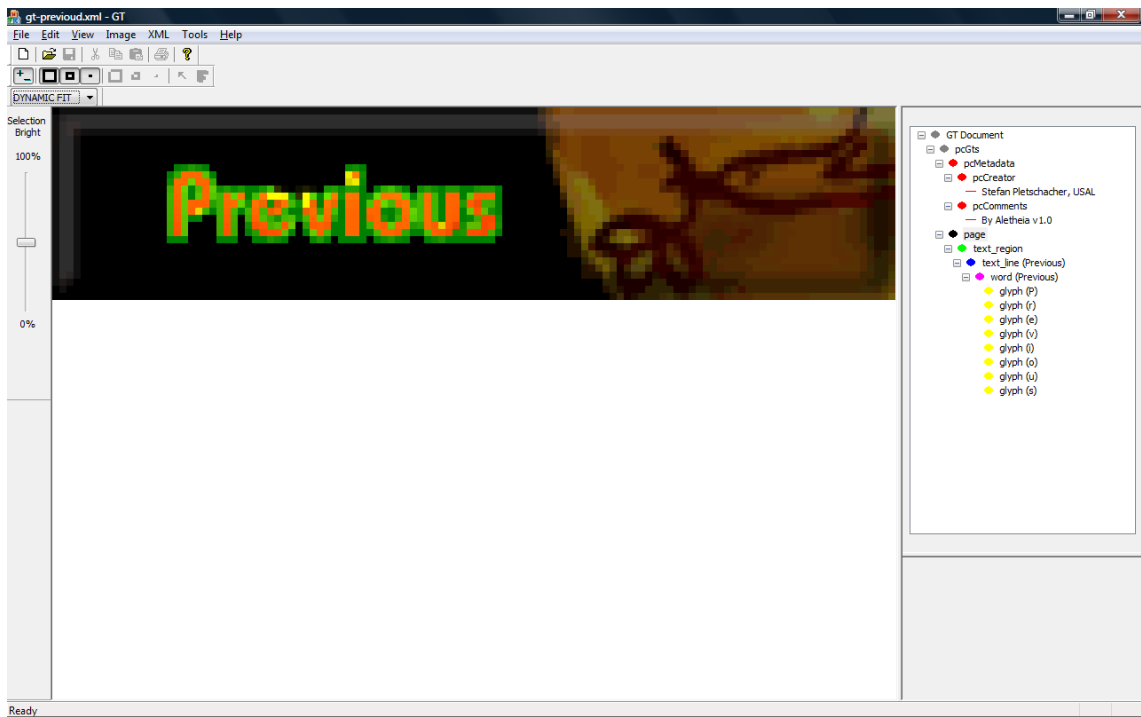 gt-previoud.xml - GT
File Edit View Image XML Tools Help
DYNAMIC FIT
Selection
Bright
100%
0%
Previous
GT Document
pcGts
pcMetadata
pcCreator
Stefan Pletschacher, USAL
pcComments
By Aletheia v1.0
page
text_region
text_line (Previous)
word (Previous)
glyph (P)
glyph (r)
glyph (e)
glyph (v)
glyph (i)
glyph (o)
glyph (u)
glyph (s)
Ready